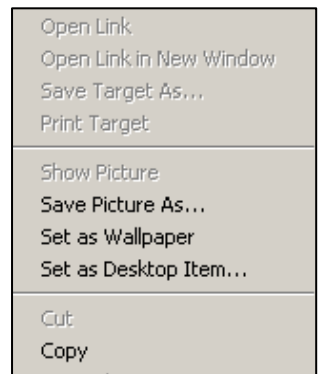 Open Link
Open Link in New Window
Save Target As...
Print Target
Show Picture
Save Picture As...
Set as Wallpaper
Set as Desktop Item...
Cut
Copy